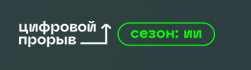 цифровой
прорыв
сезон: ии